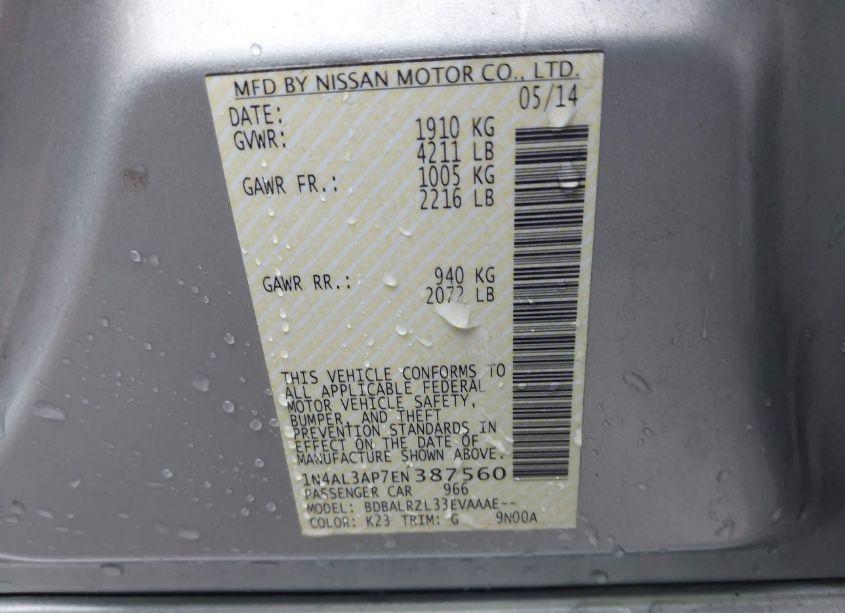 MFD BY NISSAN MOTOR CO., LTD.
DATE: 05/14
GVWR: 1910 KG
4211 LB
GAWR FR.: 1005 KG
2216 LB
GAWR RR.: 940 KG
2072 LB
THIS VEHICLE CONFORMS TO
ALL APPLICABLE FEDERAL
MOTOR VEHICLE SAFETY,
BUMPER, AND THEFT
PREVENTION STANDARDS IN
EFFECT ON THE DATE OF
MANUFACTURE SHOWN ABOVE.
1N4AL3AP7EN387560
PASSENGER CAR 966
MODEL: BDBALRZL33EVAAAE--
COLOR: K23 TRIM: G 9N00A